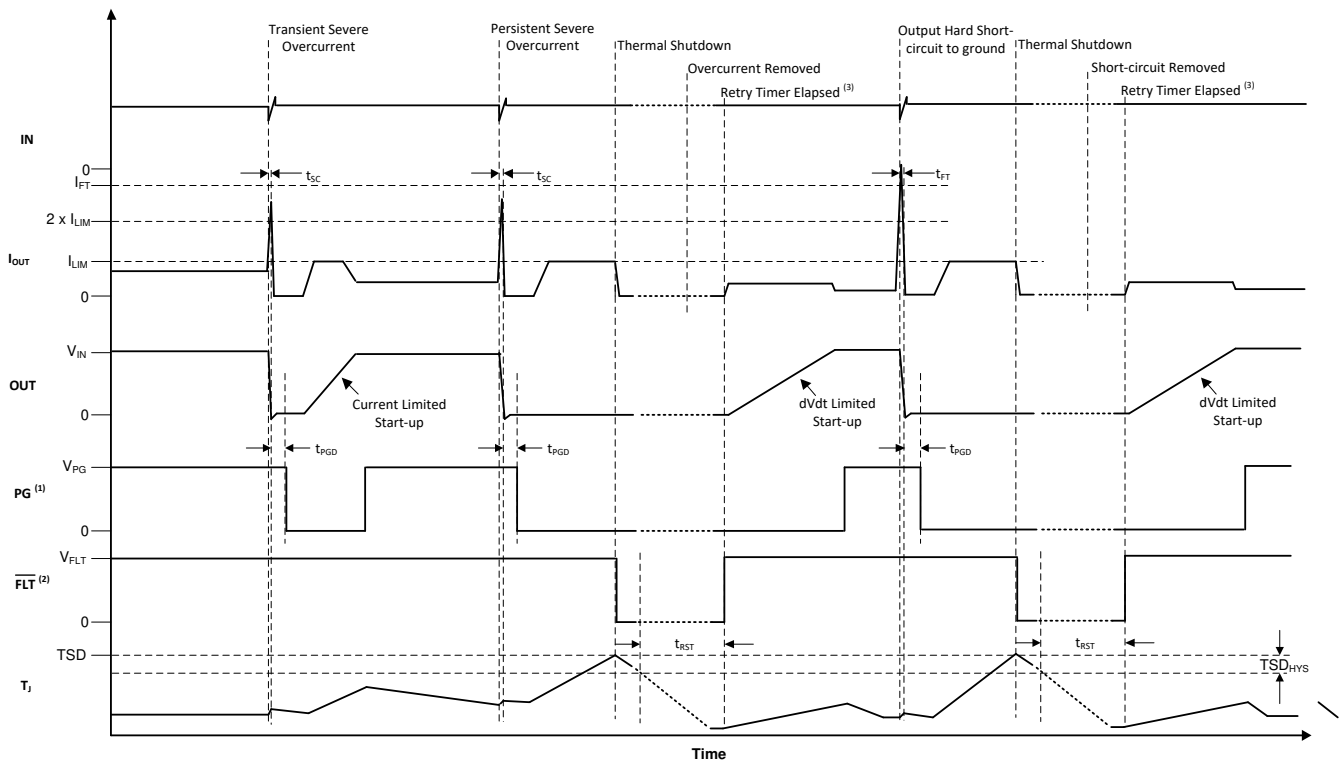 Transient Severe
Overcurrent
Persistent Severe
Overcurrent
Thermal Shutdown
Overcurrent Removed
Retry Timer Elapsed (3)
Output Hard Short-
circuit to ground
Thermal Shutdown
Short-circuit Removed
Retry Timer Elapsed (3)
IN
0
IFT
tSC
tSC
tFT
2 x ILIM
IOUT
ILIM
0
VIN
OUT
0
Current Limited
Start-up
dVdt Limited
Start-up
dVdt Limited
Start-up
tPGD
tPGD
tPGD
VPG
PG (1)
0
VFLT
FLT (2)
0
tRST
tRST
TSD
TSDHYS
TJ
Time